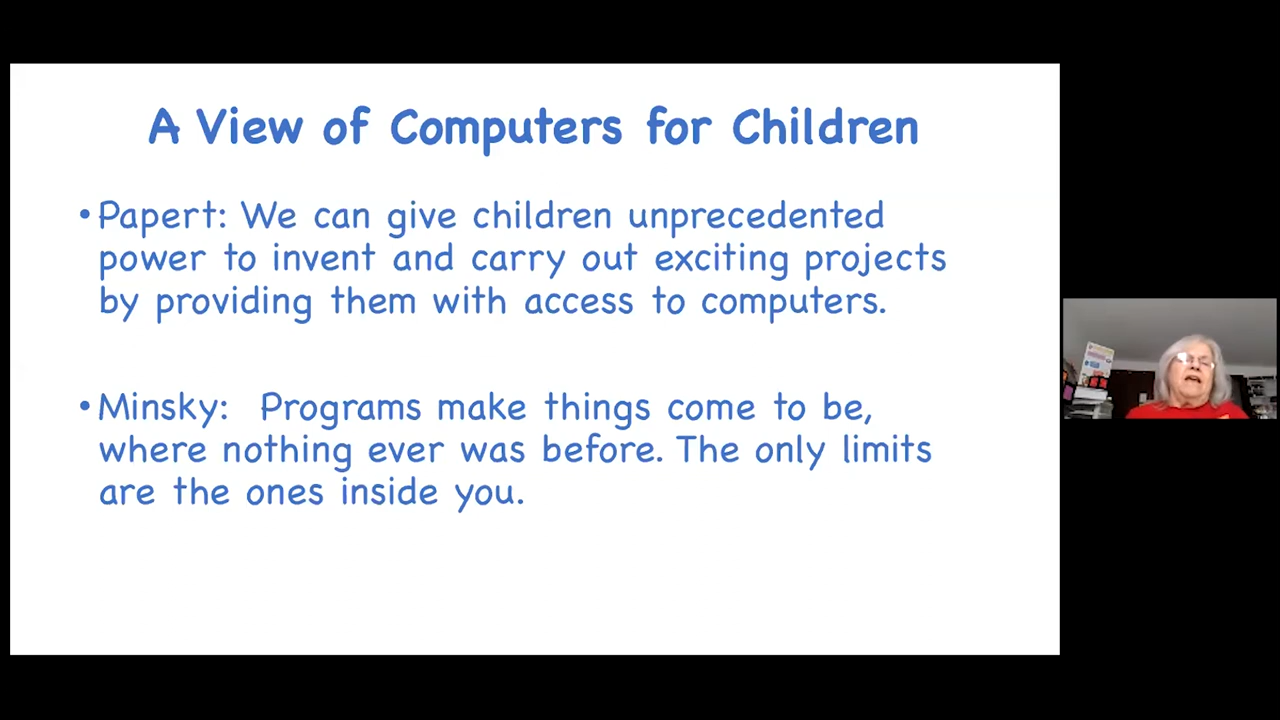 A View of Computers for Children
•Papert: We can give children unprecedented
power to invent and carry out exciting projects
by providing them with access to computers.
•Minsky: Programs make things come to be,
where nothing ever was before. The only limits
are the ones inside you.